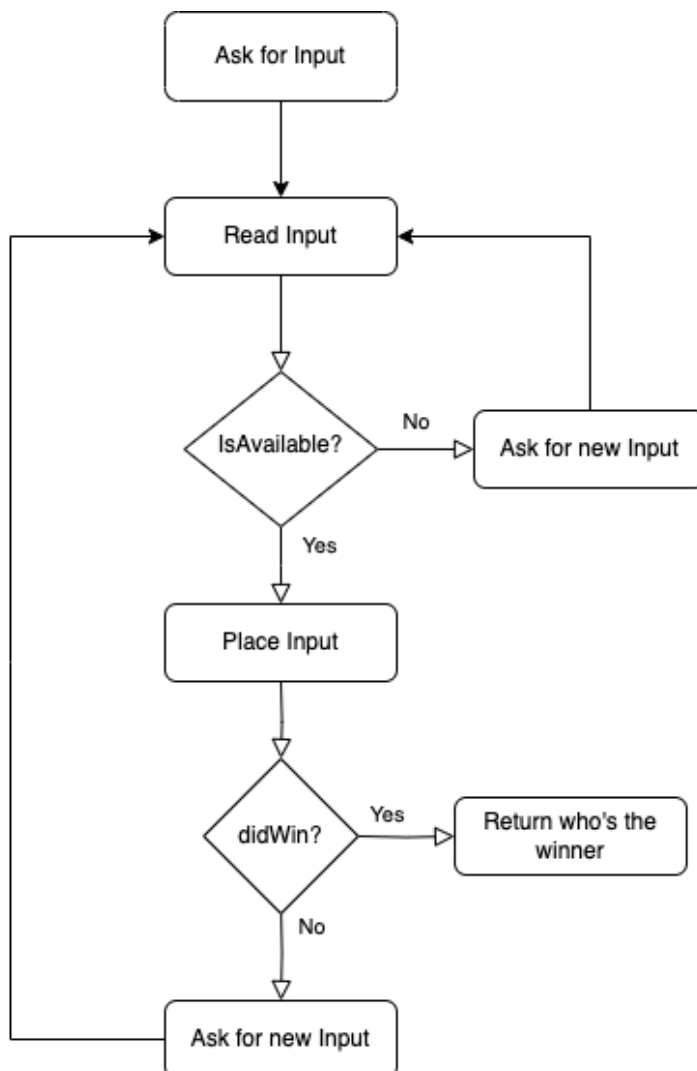 Ask for Input
Read Input
IsAvailable?
No
Ask for new Input
Yes
Place Input
didWin?
Yes
Return who's the
winner
No
Ask for new Input